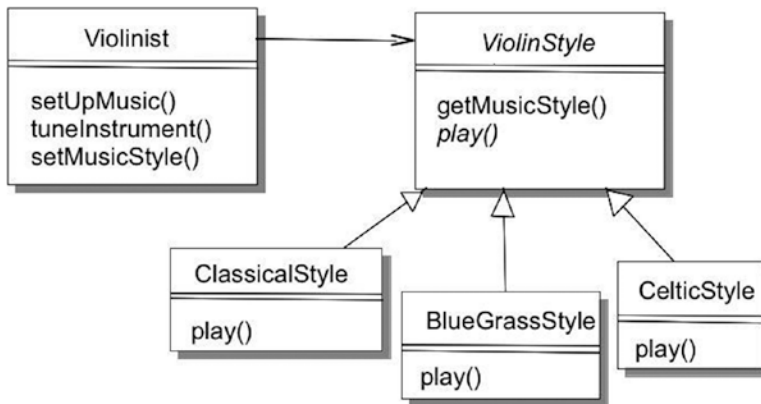 Violinist
setUpMusic()
tuneInstrument()
setMusicStyle()
ViolinStyle
getMusicStyle()
play()
ClassicalStyle
play()
BlueGrassStyle
play()
CelticStyle
play()